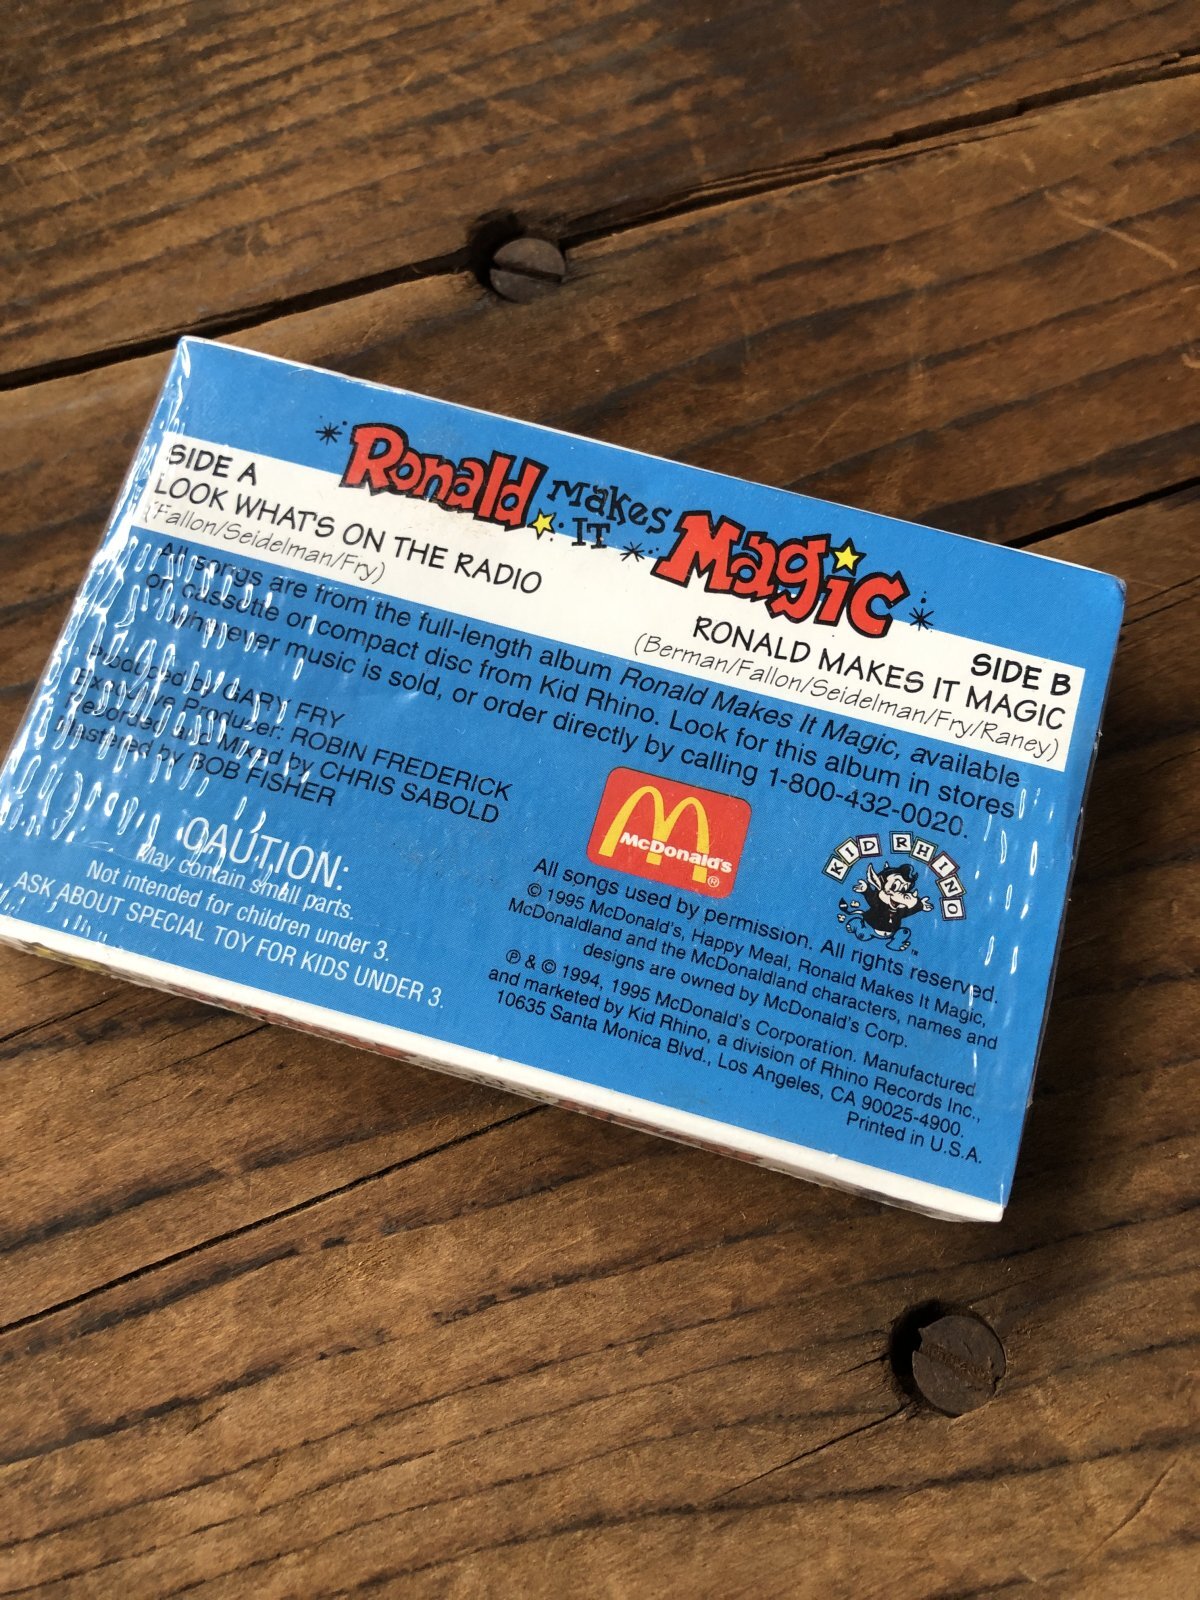 Ronald makes IT Magic
SIDE A
LOOK WHAT'S ON THE RADIO
(Fallon/Seidelman/Fry)
SIDE B
RONALD MAKES IT MAGIC
(Berman/Fallon/Seidelman/Fry/Raney)
All songs are from the full-length album Ronald Makes It Magic, available
on cassette or compact disc from Kid Rhino. Look for this album in stores
wherever music is sold, or order directly by calling 1-800-432-0020.
Produced by GARY FRY
Executive Producer: ROBIN FREDERICK
Recorded and Mixed by CHRIS SABOLD
Mastered by BOB FISHER
CAUTION:
May contain small parts.
Not intended for children under 3.
ASK ABOUT SPECIAL TOY FOR KIDS UNDER 3.
McDonald's ®
KID RHINO ™
All songs used by permission. All rights reserved.
© 1995 McDonald's, Happy Meal, Ronald Makes It Magic,
McDonaldland and the McDonaldland characters, names and
designs are owned by McDonald's Corp.
℗ & © 1994, 1995 McDonald's Corporation. Manufactured
and marketed by Kid Rhino, a division of Rhino Records Inc.,
10635 Santa Monica Blvd., Los Angeles, CA 90025-4900.
Printed in U.S.A.